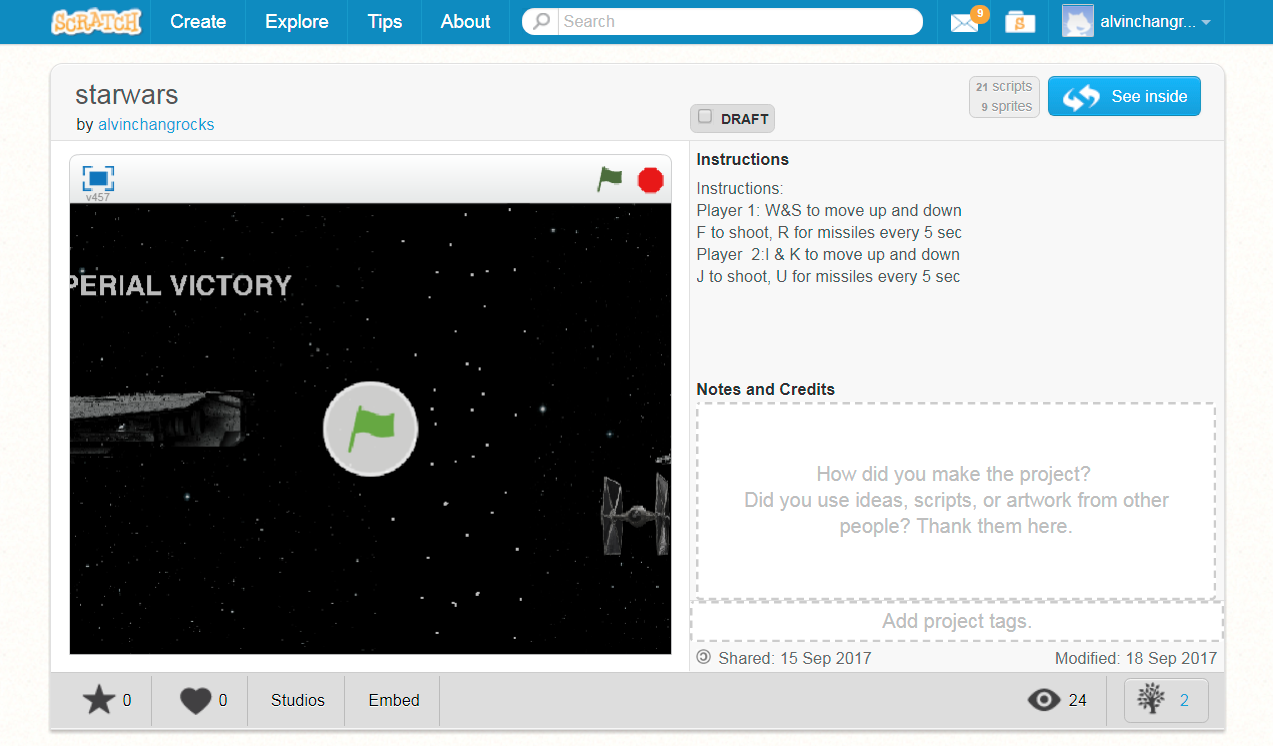 SCRATCH Create Explore Tips About Search 9 S alvinchangr...
starwars
by alvinchangrocks
DRAFT
21 scripts
9 sprites
See inside
v457
PERIAL VICTORY
Instructions
Instructions:
Player 1: W&S to move up and down
F to shoot, R for missiles every 5 sec
Player  2:I & K to move up and down
J to shoot, U for missiles every 5 sec
Notes and Credits
How did you make the project?
Did you use ideas, scripts, or artwork from other
people? Thank them here.
Add project tags.
Shared: 15 Sep 2017 Modified: 18 Sep 2017
0 0 Studios Embed 24 2